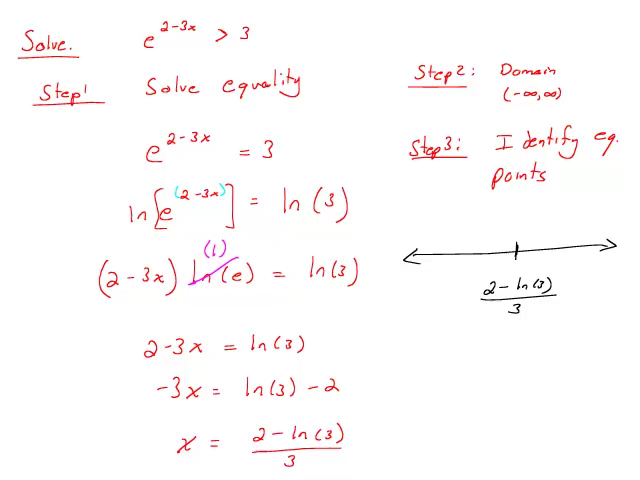 Solve. e^(2-3x) > 3
Step 1 Solve equality
e^(2-3x) = 3
ln[e^(2-3x)] = ln(3)
(1)
(2-3x) ln(e) = ln(3)
2-3x = ln(3)
-3x = ln(3) - 2
x = (2-ln(3))/3
Step 2: Domain
(-∞,∞)
Step 3: Identify eq.
points
(2-ln(3))/3